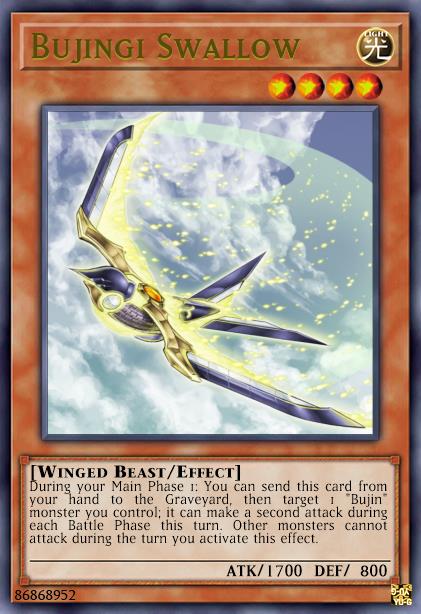 Bujingi Swallow
LIGHT
光
[Winged Beast/Effect]
During your Main Phase 1: You can send this card from
your hand to the Graveyard, then target 1 "Bujin"
monster you control; it can make a second attack during
each Battle Phase this turn. Other monsters cannot
attack during the turn you activate this effect.
ATK/1700 DEF/ 800
86868952